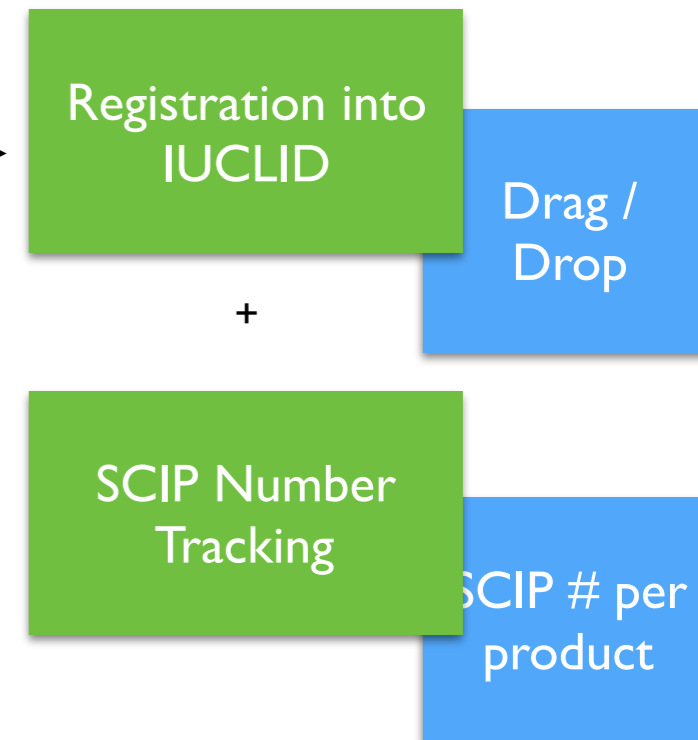 Registration into
IUCLID
Drag /
Drop
+
SCIP Number
Tracking
SCIP # per
product